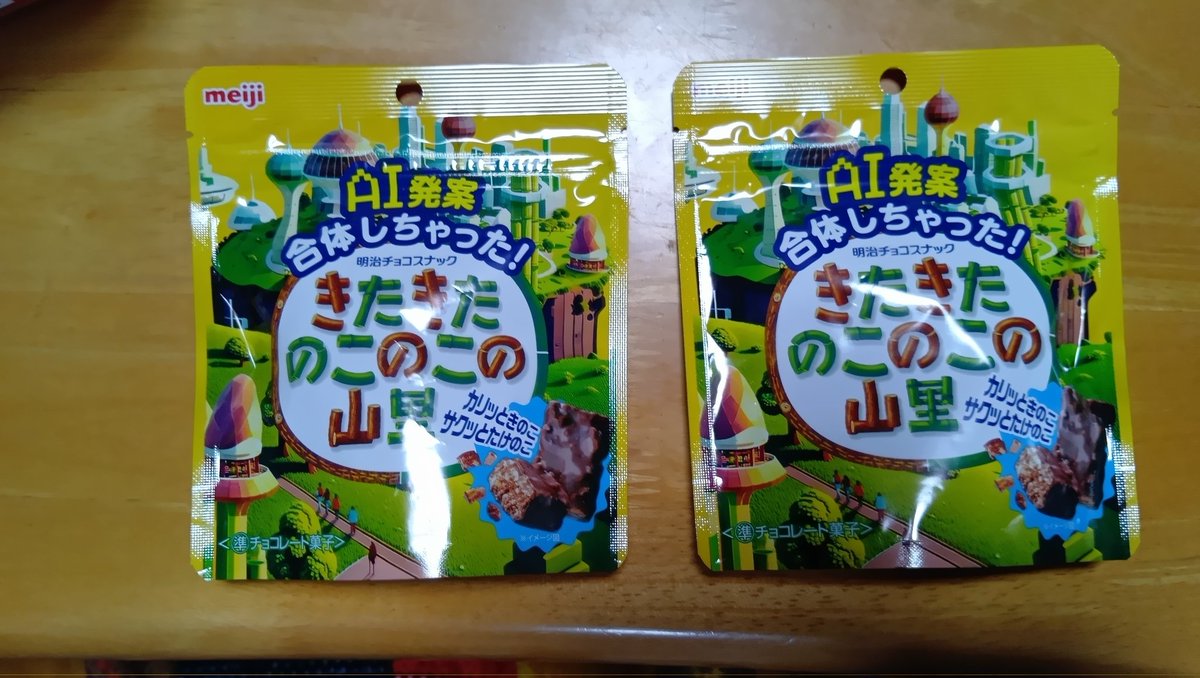 meiji
AI発案
合体しちゃった!
明治チョコスナック
きたきた
のこのこの
山里
カリッときのこ
サクッとたけのこ
※イメージ図
<準チョコレート菓子>
meiji
AI発案
合体しちゃった!
明治チョコスナック
きたきた
のこのこの
山里
カリッときのこ
サクッとたけのこ
※イメージ図
<準チョコレート菓子>